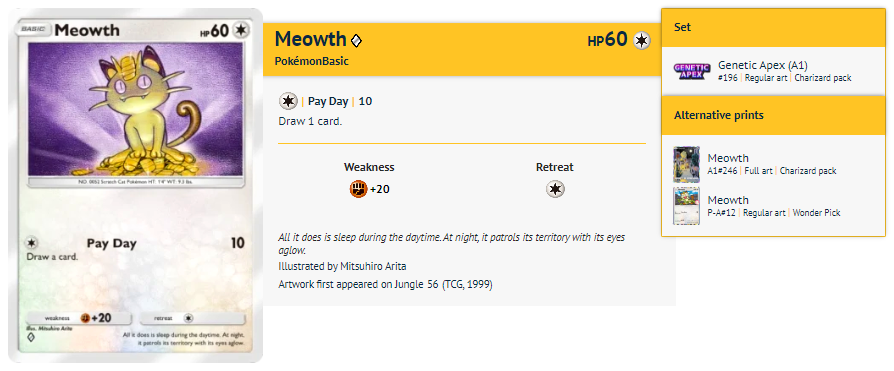 BASIC Meowth HP60
NO. 0052 Scratch Cat Pokémon HT: 1'4" WT: 9.3 lbs.
Pay Day 10
Draw a card.
weakness +20 retreat
Illus. Mitsuhiro Arita
All it does is sleep during the daytime. At night,
it patrols its territory with its eyes aglow.
Meowth HP60
PokémonBasic
| Pay Day | 10
Draw 1 card.
Weakness Retreat
+20
All it does is sleep during the daytime. At night, it patrols its territory with its eyes
aglow.
Illustrated by Mitsuhiro Arita
Artwork first appeared on Jungle 56 (TCG, 1999)
Set
GENETIC
APEX
Genetic Apex (A1)
#196 | Regular art | Charizard pack
Alternative prints
Meowth
A1#246 | Full art | Charizard pack
Meowth
P-A#12 | Regular art | Wonder Pick